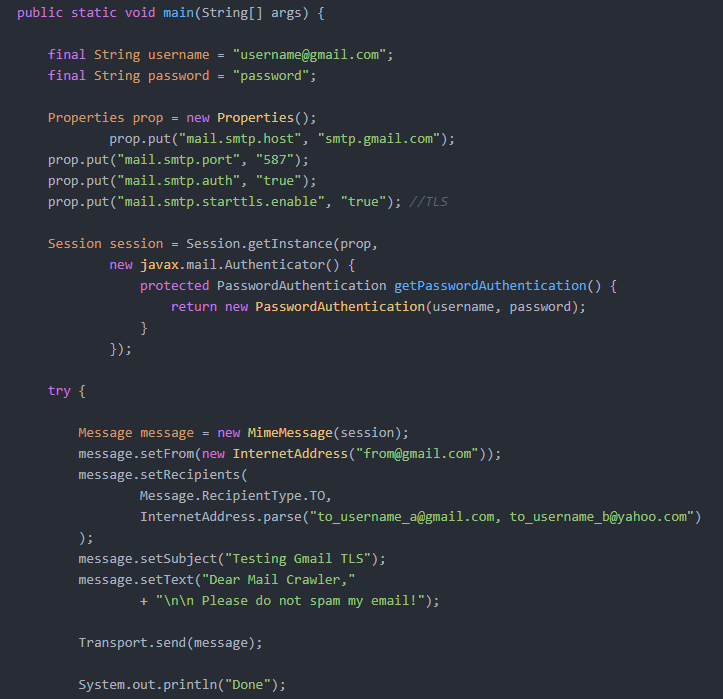 public static void main(String[] args) {
final String username = "username@gmail.com";
final String password = "password";
Properties prop = new Properties();
prop.put("mail.smtp.host", "smtp.gmail.com");
prop.put("mail.smtp.port", "587");
prop.put("mail.smtp.auth", "true");
prop.put("mail.smtp.starttls.enable", "true"); //TLS
Session session = Session.getInstance(prop,
new javax.mail.Authenticator() {
protected PasswordAuthentication getPasswordAuthentication() {
return new PasswordAuthentication(username, password);
}
});
try {
Message message = new MimeMessage(session);
message.setFrom(new InternetAddress("from@gmail.com"));
message.setRecipients(
Message.RecipientType.TO,
InternetAddress.parse("to_username_a@gmail.com, to_username_b@yahoo.com")
);
message.setSubject("Testing Gmail TLS");
message.setText("Dear Mail Crawler,"
+ "\n\n Please do not spam my email!");
Transport.send(message);
System.out.println("Done");